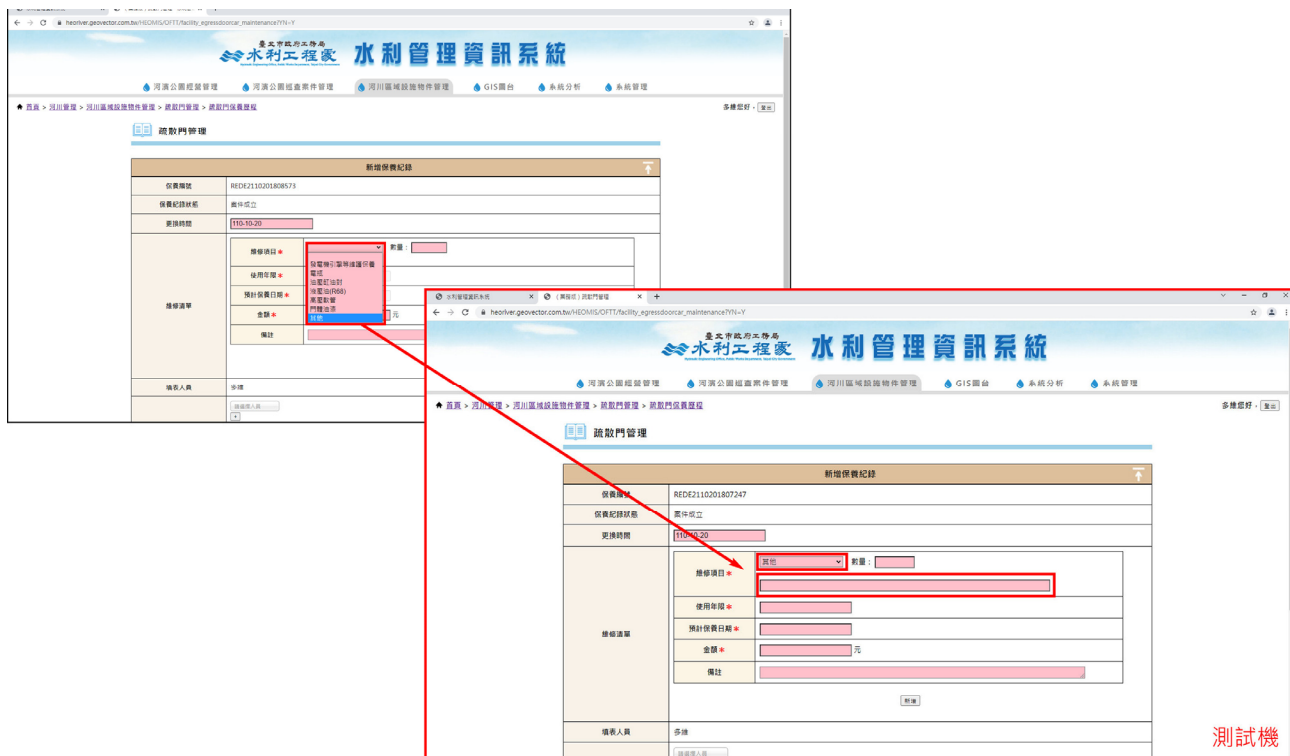 heoriver.geovector.com.tw/HEOMIS/OFTT/facility_egressdoorcar_maintenance?YN=Y
臺北市政府工務局
水利工程處 水利管理資訊系統
河濱公園經營管理 河濱公園巡查案件管理 河川區域設施物件管理 GIS圖台 系統分析 系統管理
首頁 > 河川管理 > 河川區域設施物件管理 > 疏散門管理 > 疏散門保養歷程
多維您好，登出
疏散門管理
新增保養紀錄
保養編號 REDE2110201808573
保養紀錄狀態 案件成立
更換時間 110-10-20
維修清單
維修項目* 數量：
發電機引擎等維護保養
電瓶
油壓缸油封
液壓油(R68)
高壓軟管
門體油漆
其他
使用年限*
預計保養日期*
金額* 元
備註
填表人員 多維
請選擇人員
+
水利管理資訊系統 × (業務成)疏散門管理 × +
heoriver.geovector.com.tw/HEOMIS/OFTT/facility_egressdoorcar_maintenance?YN=Y
臺北市政府工務局
水利工程處 水利管理資訊系統
河濱公園經營管理 河濱公園巡查案件管理 河川區域設施物件管理 GIS圖台 系統分析 系統管理
首頁 > 河川管理 > 河川區域設施物件管理 > 疏散門管理 > 疏散門保養歷程
多維您好，登出
疏散門管理
新增保養紀錄
保養編號 REDE2110201807247
保養紀錄狀態 案件成立
更換時間 110-10-20
維修清單
維修項目* 其他 數量：
使用年限*
預計保養日期*
金額* 元
備註
新增
填表人員 多維
請選擇人員
測試機